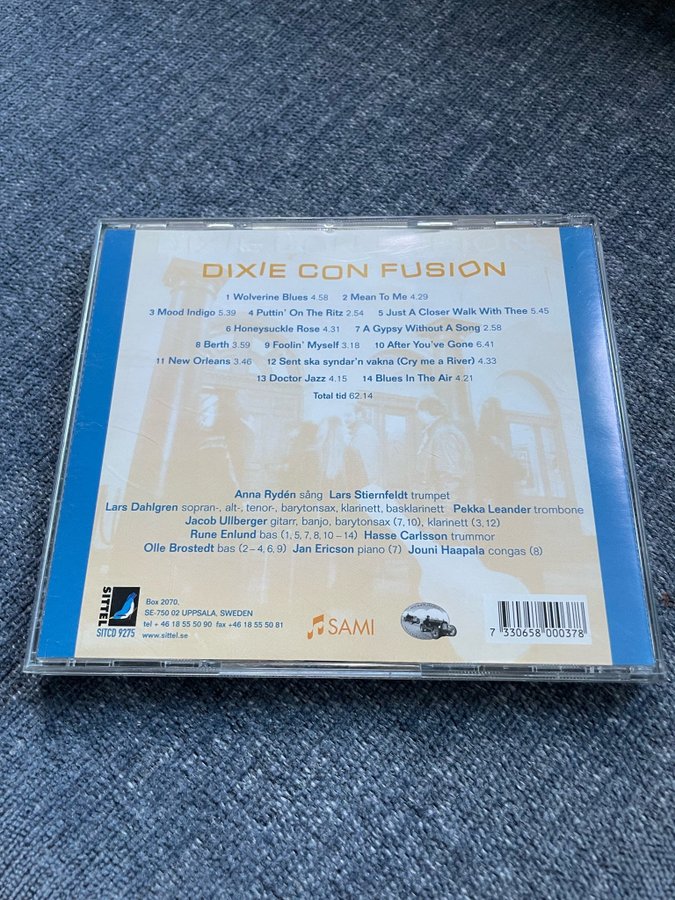 DIXIE CON FUSION
1 Wolverine Blues 4.58 2 Mean To Me 4.29
3 Mood Indigo 5.39 4 Puttin' On The Ritz 2.54 5 Just A Closer Walk With Thee 5.45
6 Honeysuckle Rose 4.31 7 A Gypsy Without A Song 2.58
8 Berth 3.59 9 Foolin' Myself 3.18 10 After You've Gone 6.41
11 New Orleans 3.46 12 Sent ska syndar'n vakna (Cry me a River) 4.33
13 Doctor Jazz 4.15 14 Blues In The Air 4.21
Total tid 62.14
Anna Rydén sång Lars Stiernfeldt trumpet
Lars Dahlgren sopran-, alt-, tenor-, barytonsax, klarinett, basklarinett Pekka Leander trombone
Jacob Ullberger gitarr, banjo, barytonsax (7, 10), klarinett (3, 12)
Rune Enlund bas (1, 5, 7, 8, 10 – 14) Hasse Carlsson trummor
Olle Brostedt bas (2 – 4, 6, 9) Jan Ericson piano (7) Jouni Haapala congas (8)
SITTEL
SITCD 9275
Box 2070,
SE-750 02 UPPSALA, SWEDEN
tel + 46 18 55 50 90 fax +46 18 55 50 81
www.sittel.se
SAMI
7 330658 000378